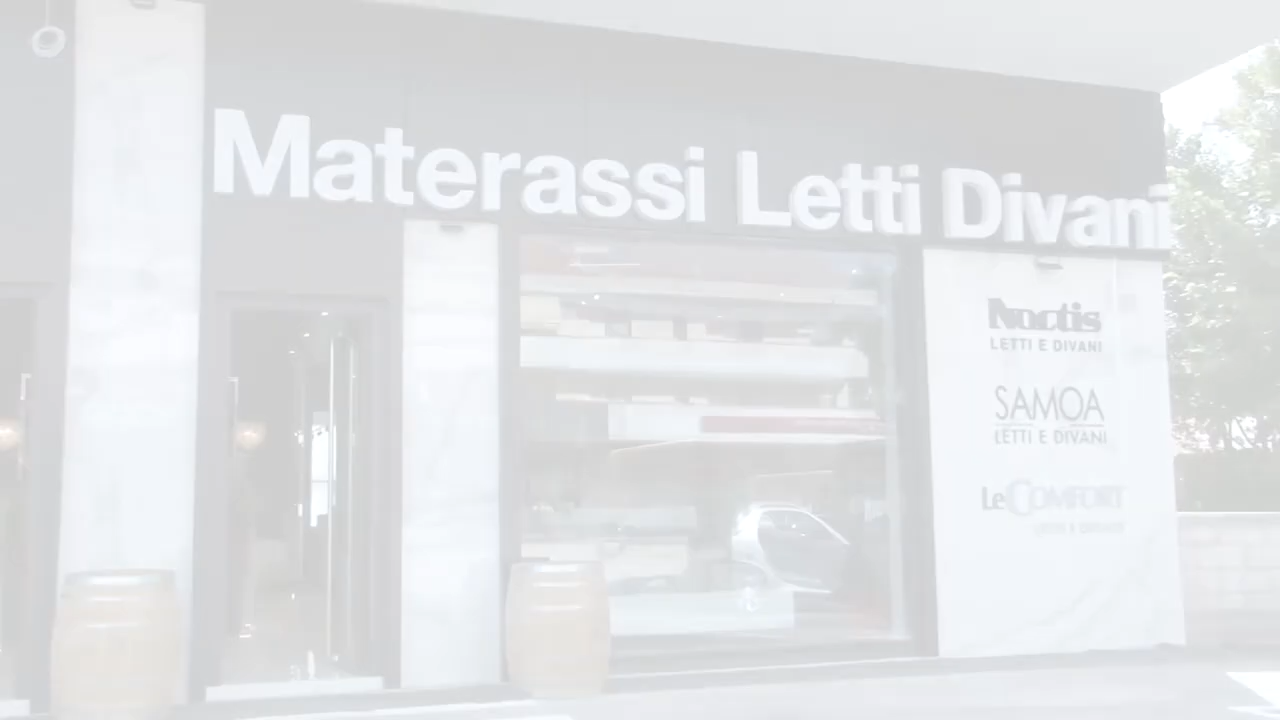 Materassi Letti Divani
Noctis
LETTI E DIVANI
SAMOA
LETTI E DIVANI
LeCOMFORT